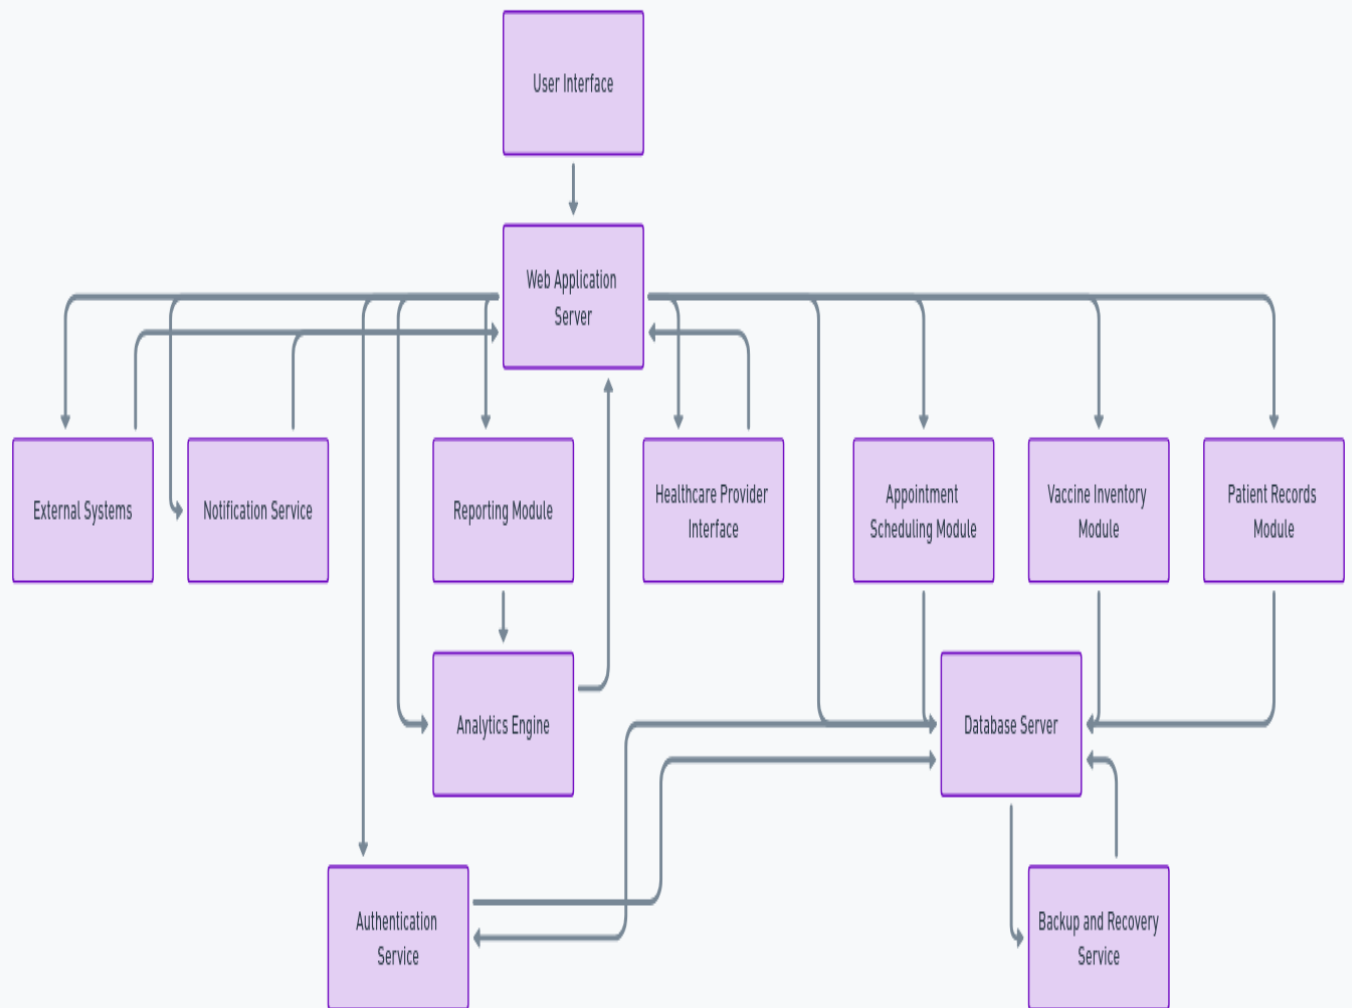 User Interface
Web Application
Server
External Systems
Notification Service
Reporting Module
Healthcare Provider
Interface
Appointment
Scheduling Module
Vaccine Inventory
Module
Patient Records
Module
Analytics Engine
Database Server
Authentication
Service
Backup and Recovery
Service